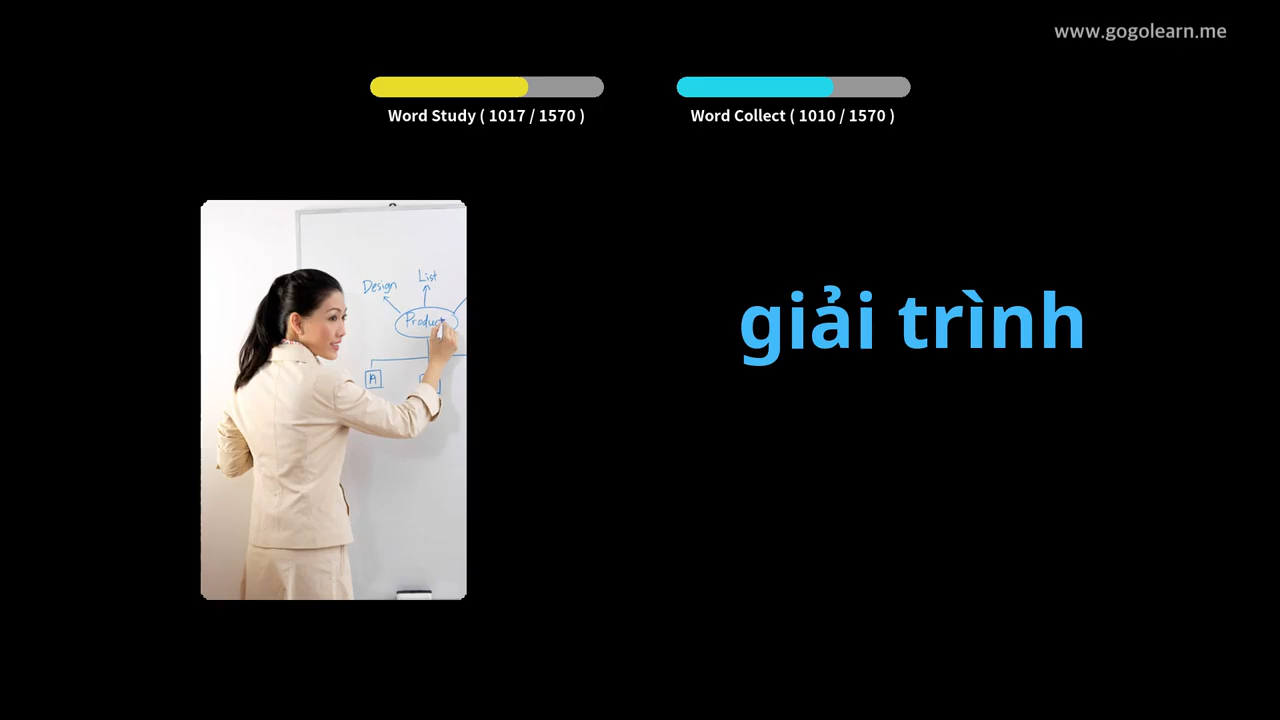 www.gogolearn.me
Word Study ( 1017 / 1570 )
Word Collect ( 1010 / 1570 )
List
Design
Product
giải trình
A